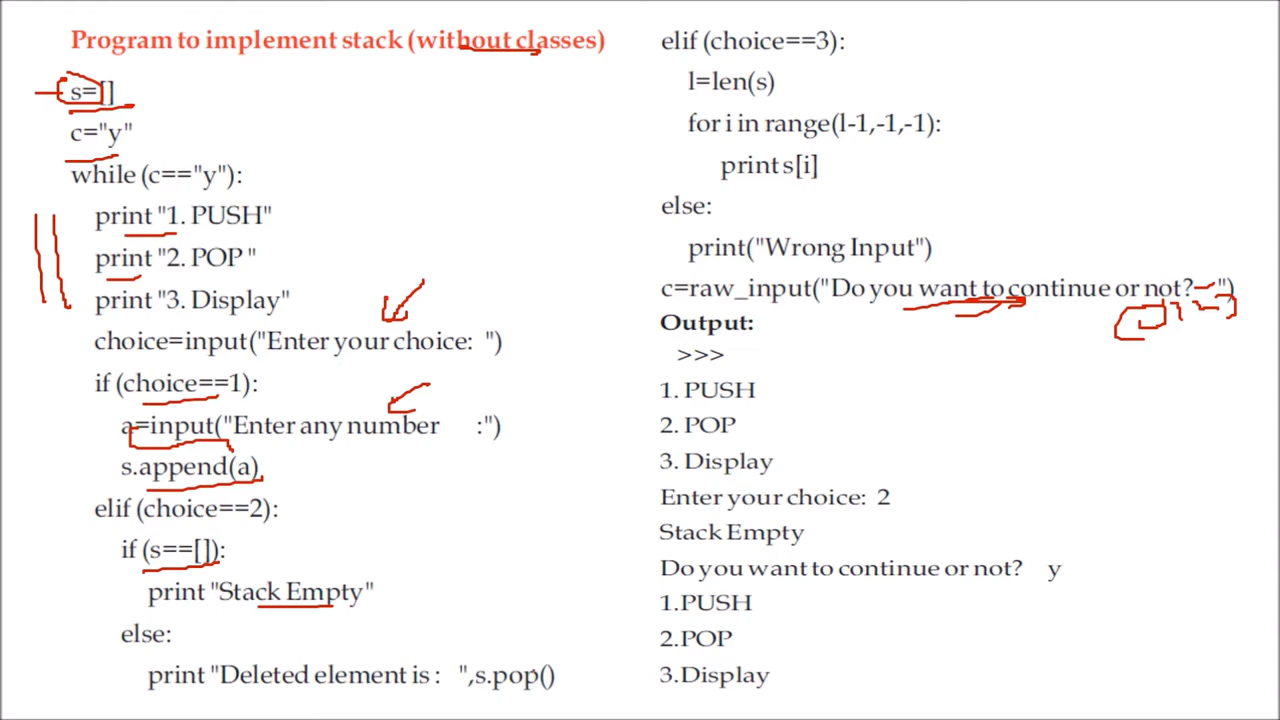 Program to implement stack (without classes)
s=[]
c="y"
while (c=="y"):
print "1. PUSH"
print "2. POP "
print "3. Display"
choice=input("Enter your choice: ")
if (choice==1):
a=input("Enter any number :")
s.append(a)
elif (choice==2):
if (s==[]):
print "Stack Empty"
else:
print "Deleted element is : ",s.pop()
elif (choice==3):
l=len(s)
for i in range(l-1,-1,-1):
print s[i]
else:
print("Wrong Input")
c=raw_input("Do you want to continue or not? ")
Output:
>>>
1. PUSH
2. POP
3. Display
Enter your choice: 2
Stack Empty
Do you want to continue or not? y
1.PUSH
2.POP
3.Display